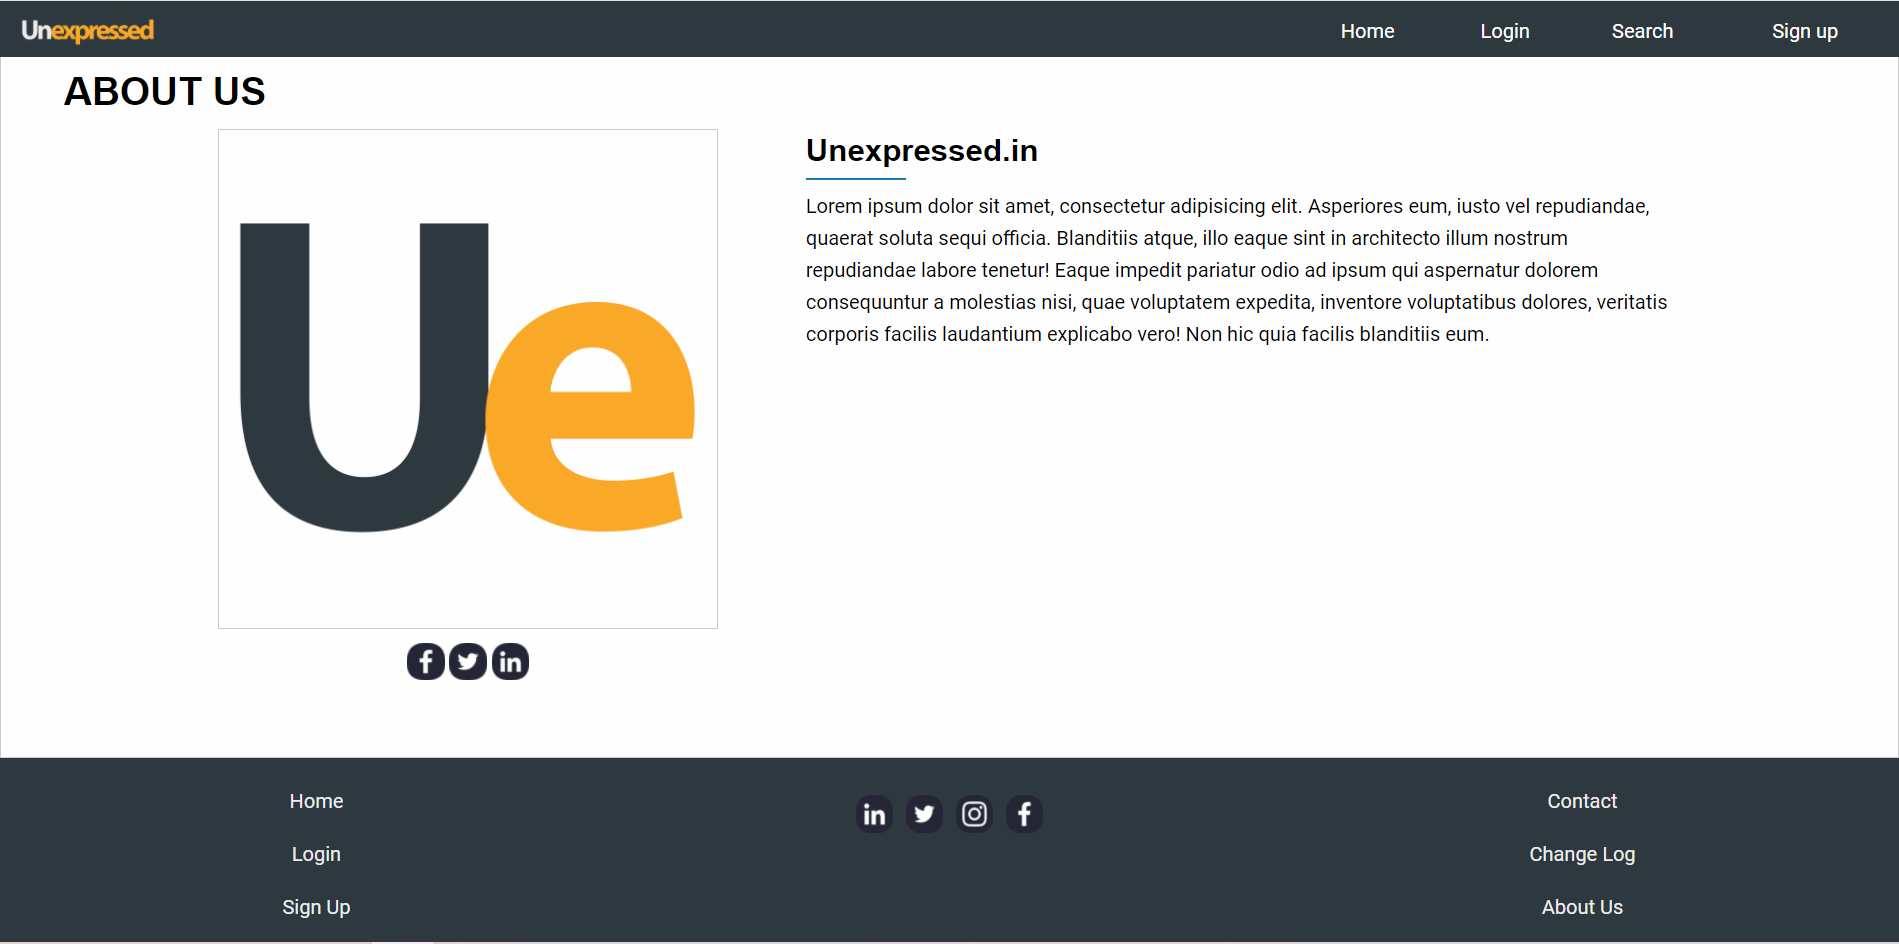 Unexpressed
Home Login Search Sign up
ABOUT US
Ue
Unexpressed.in
Lorem ipsum dolor sit amet, consectetur adipisicing elit. Asperiores eum, iusto vel repudiandae,
quaerat soluta sequi officia. Blanditiis atque, illo eaque sint in architecto illum nostrum
repudiandae labore tenetur! Eaque impedit pariatur odio ad ipsum qui aspernatur dolorem
consequuntur a molestias nisi, quae voluptatem expedita, inventore voluptatibus dolores, veritatis
corporis facilis laudantium explicabo vero! Non hic quia facilis blanditiis eum.
Home
Login
Sign Up
Contact
Change Log
About Us